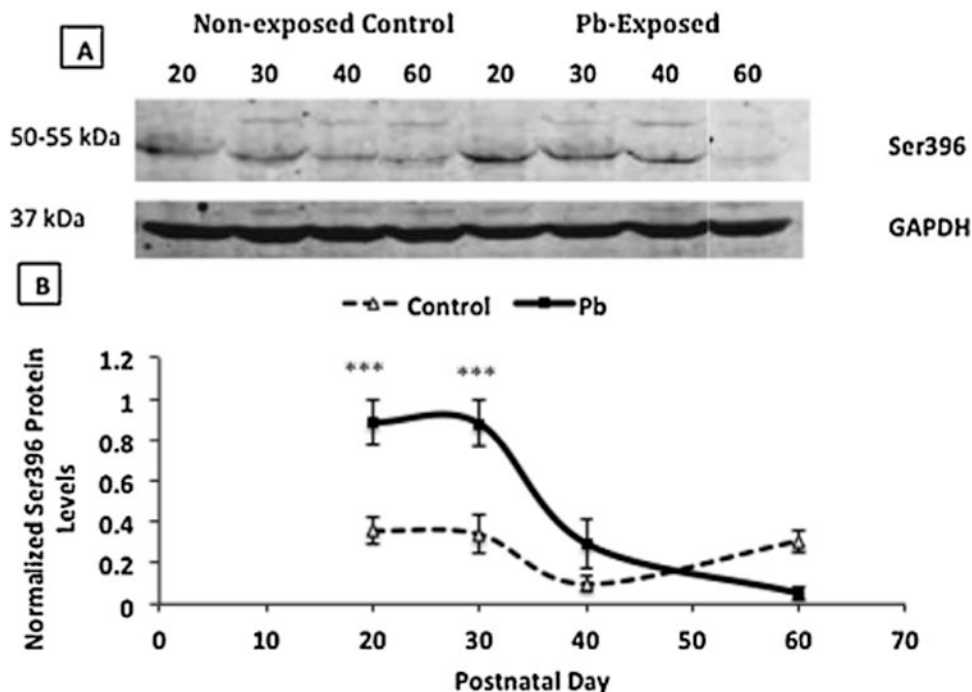 A
Non-exposed Control Pb-Exposed
20 30 40 60 20 30 40 60
50-55 kDa Ser396
37 kDa GAPDH
B
Control Pb
Normalized Ser396 Protein
Levels
1.2
1
0.8
0.6
0.4
0.2
0
*** ***
0 10 20 30 40 50 60 70
Postnatal Day